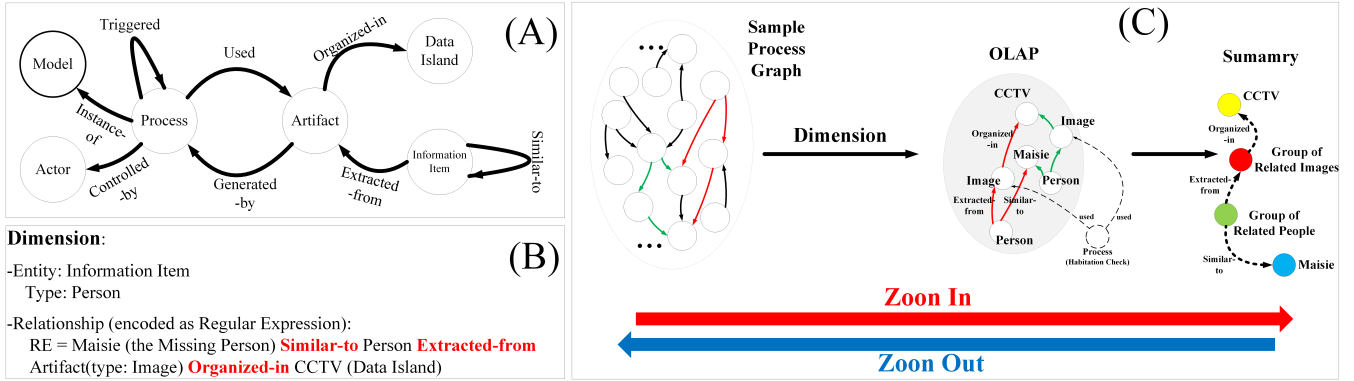 (A)
Triggered
Used
Organized-in
Data
Island
Model
Process
Artifact
Instance-
of
Actor
Controlled
-by
Generated
-by
Extracted
-from
Information
Item
Similar-to
Dimension:
(B)
-Entity: Information Item
Type: Person
-Relationship (encoded as Regular Expression):
RE = Maisie (the Missing Person) Similar-to Person Extracted-from
Artifact(type: Image) Organized-in CCTV (Data Island)
(C)
Sample
Process
Graph
Dimension
OLAP
CCTV
Image
Organized
-in
Maisie
Image
Person
Extracted-
from
Similar-
to
Person
used
used
Process
(Habitation Check)
Sumamry
CCTV
Organized
-in
Group of
Related Images
Extracted-
from
Group of
Related People
Similar-
to
Maisie
Zoon In
Zoon Out